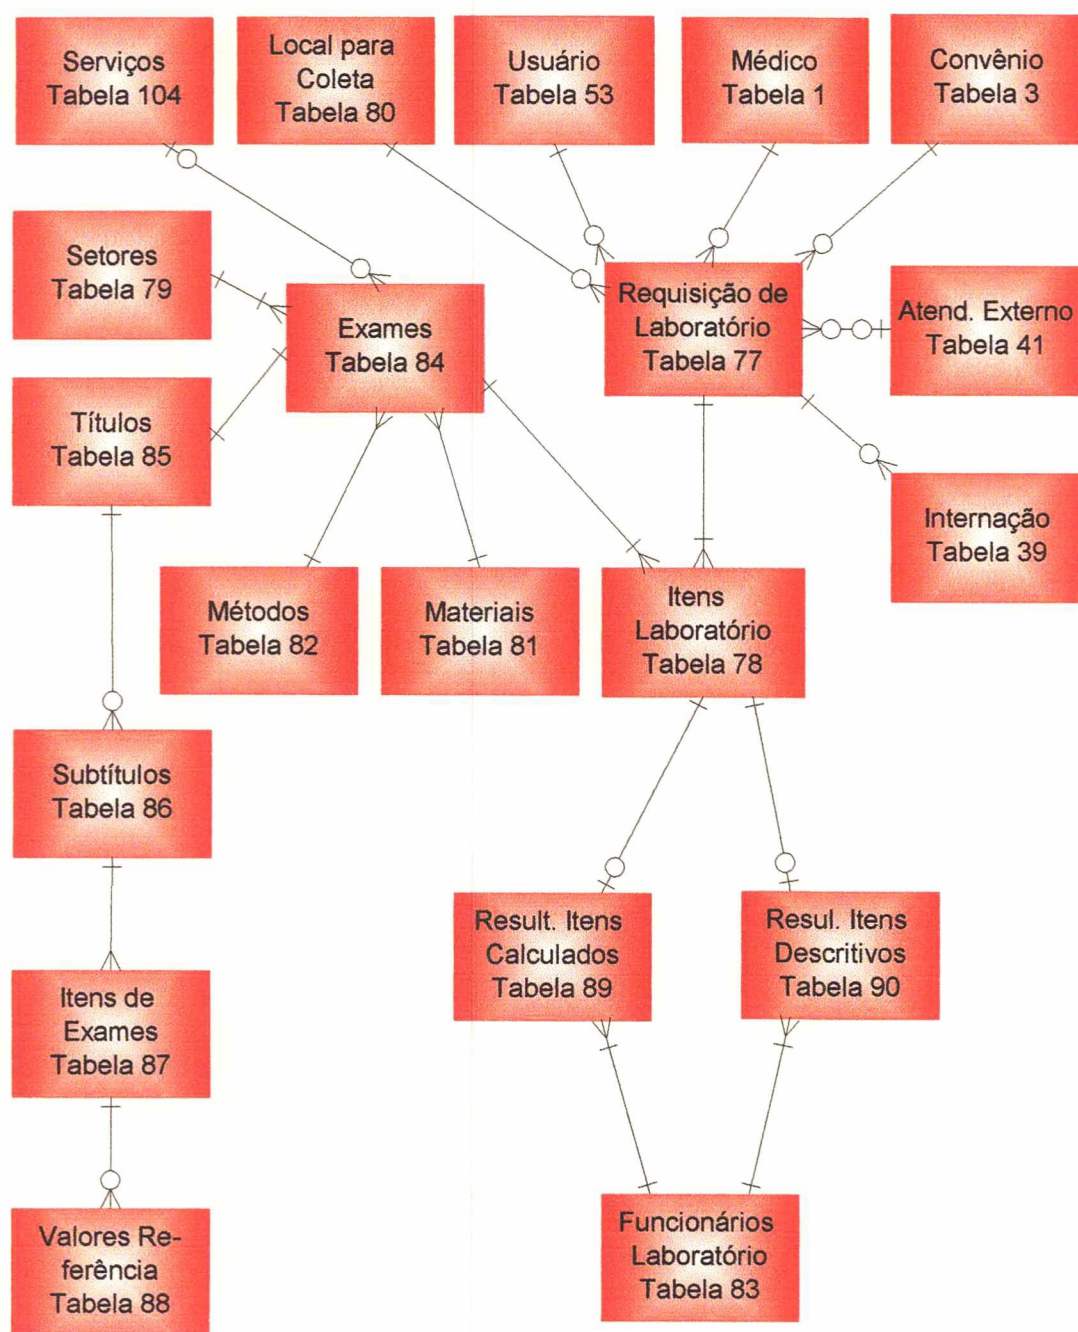 Serviços
Tabela 104
Local para
Coleta
Tabela 80
Usuário
Tabela 53
Médico
Tabela 1
Convênio
Tabela 3
Setores
Tabela 79
Exames
Tabela 84
Requisição de
Laboratório
Tabela 77
Atend. Externo
Tabela 41
Títulos
Tabela 85
Internação
Tabela 39
Métodos
Tabela 82
Materiais
Tabela 81
Itens
Laboratório
Tabela 78
Subtítulos
Tabela 86
Result. Itens
Calculados
Tabela 89
Resul. Itens
Descritivos
Tabela 90
Itens de
Exames
Tabela 87
Valores Re-
ferência
Tabela 88
Funcionários
Laboratório
Tabela 83